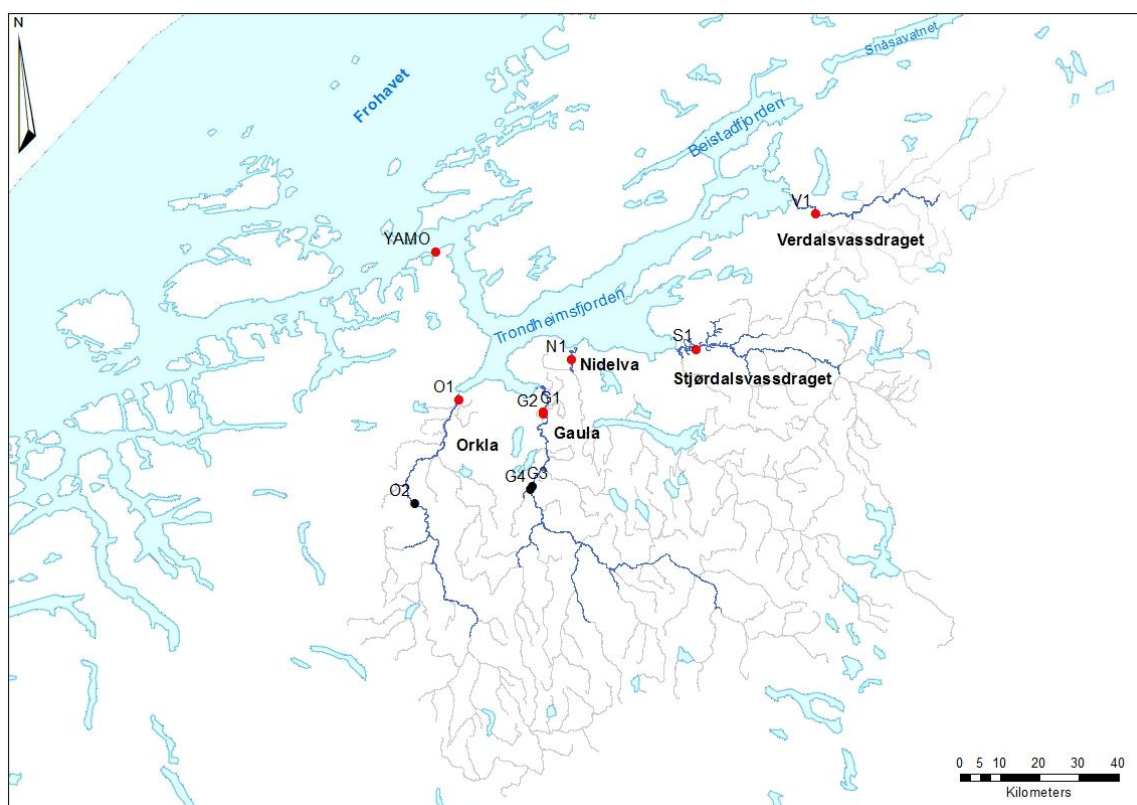 N
Snåsavatnet
Frohavet
Beistadfjorden
V1
Verdalsvassdraget
YAMO
Trondheimsfjorden
S1
N1
Nidelva
Stjørdalsvassdraget
O1
G2
G1
Gaula
Orkla
G4
G3
O2
0 5 10 20 30 40
Kilometers